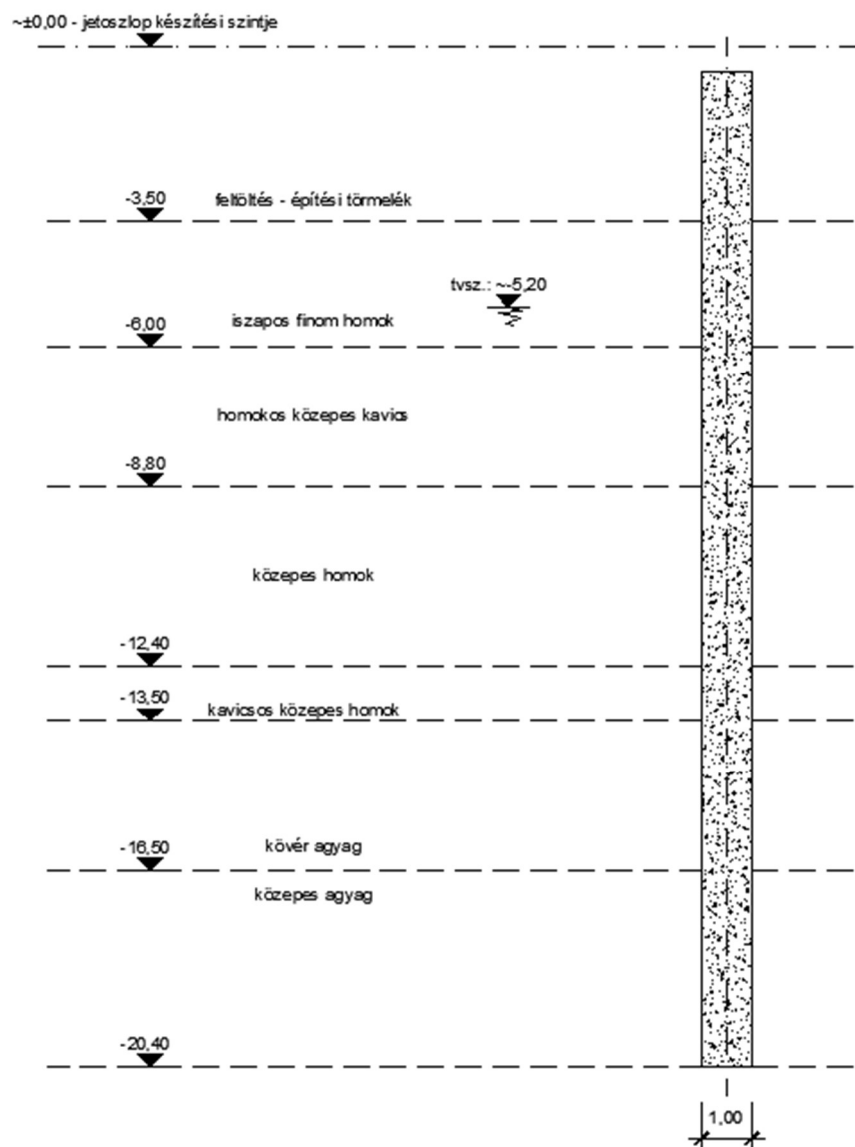 ~±0,00 - jetoszlop készítési szintje
-3,50
feltöltés - építési törmelék
tvsz.: ~-5,20
-6,00
iszapos finom homok
homokos közepes kavics
-8,80
közepes homok
-12,40
-13,50
kavicsos közepes homok
-16,50
kövér agyag
közepes agyag
-20,40
1,00